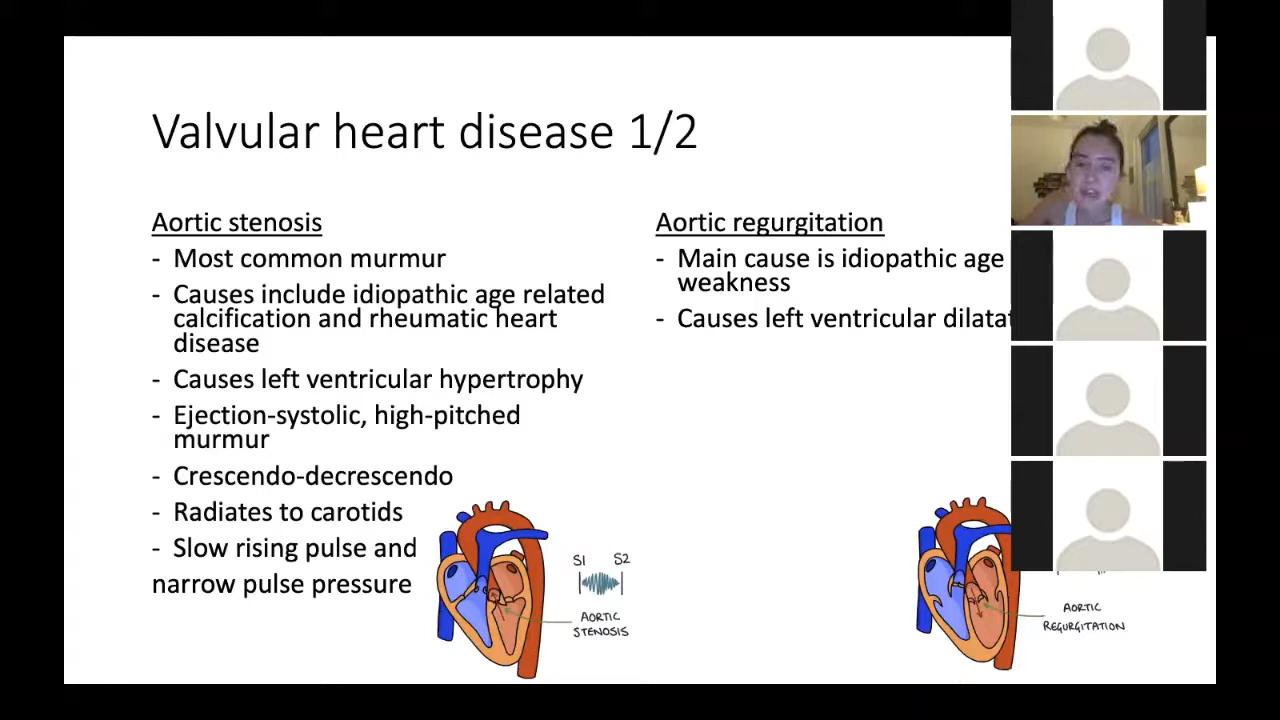 Valvular heart disease 1/2
Aortic stenosis
- Most common murmur
- Causes include idiopathic age related
calcification and rheumatic heart
disease
- Causes left ventricular hypertrophy
- Ejection-systolic, high-pitched
murmur
- Crescendo-decrescendo
- Radiates to carotids
- Slow rising pulse and
narrow pulse pressure
S1 S2
AORTIC
STENOSIS
Aortic regurgitation
- Main cause is idiopathic age
weakness
- Causes left ventricular
AORTIC
REGURGITATION